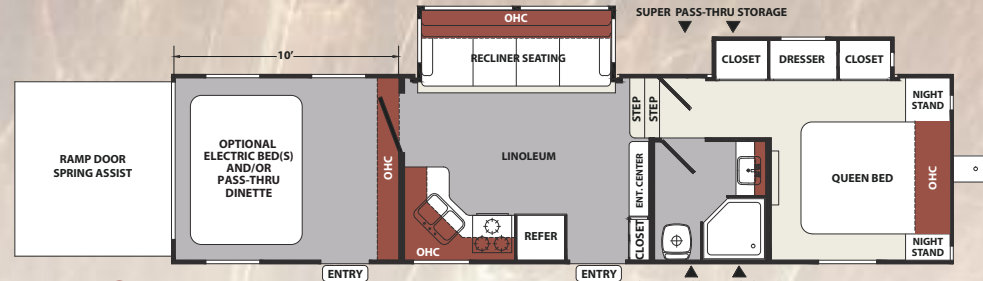 SUPER PASS-THRU STORAGE
OHC
RECLINER SEATING
10'
CLOSET
DRESSER
CLOSET
NIGHT
STAND
STEP
STEP
RAMP DOOR
SPRING ASSIST
OPTIONAL
ELECTRIC BED(S)
AND/OR
PASS-THRU
DINETTE
OHC
LINOLEUM
ENT. CENTER
QUEEN BED
OHC
REFER
CLOSET
OHC
NIGHT
STAND
ENTRY
ENTRY